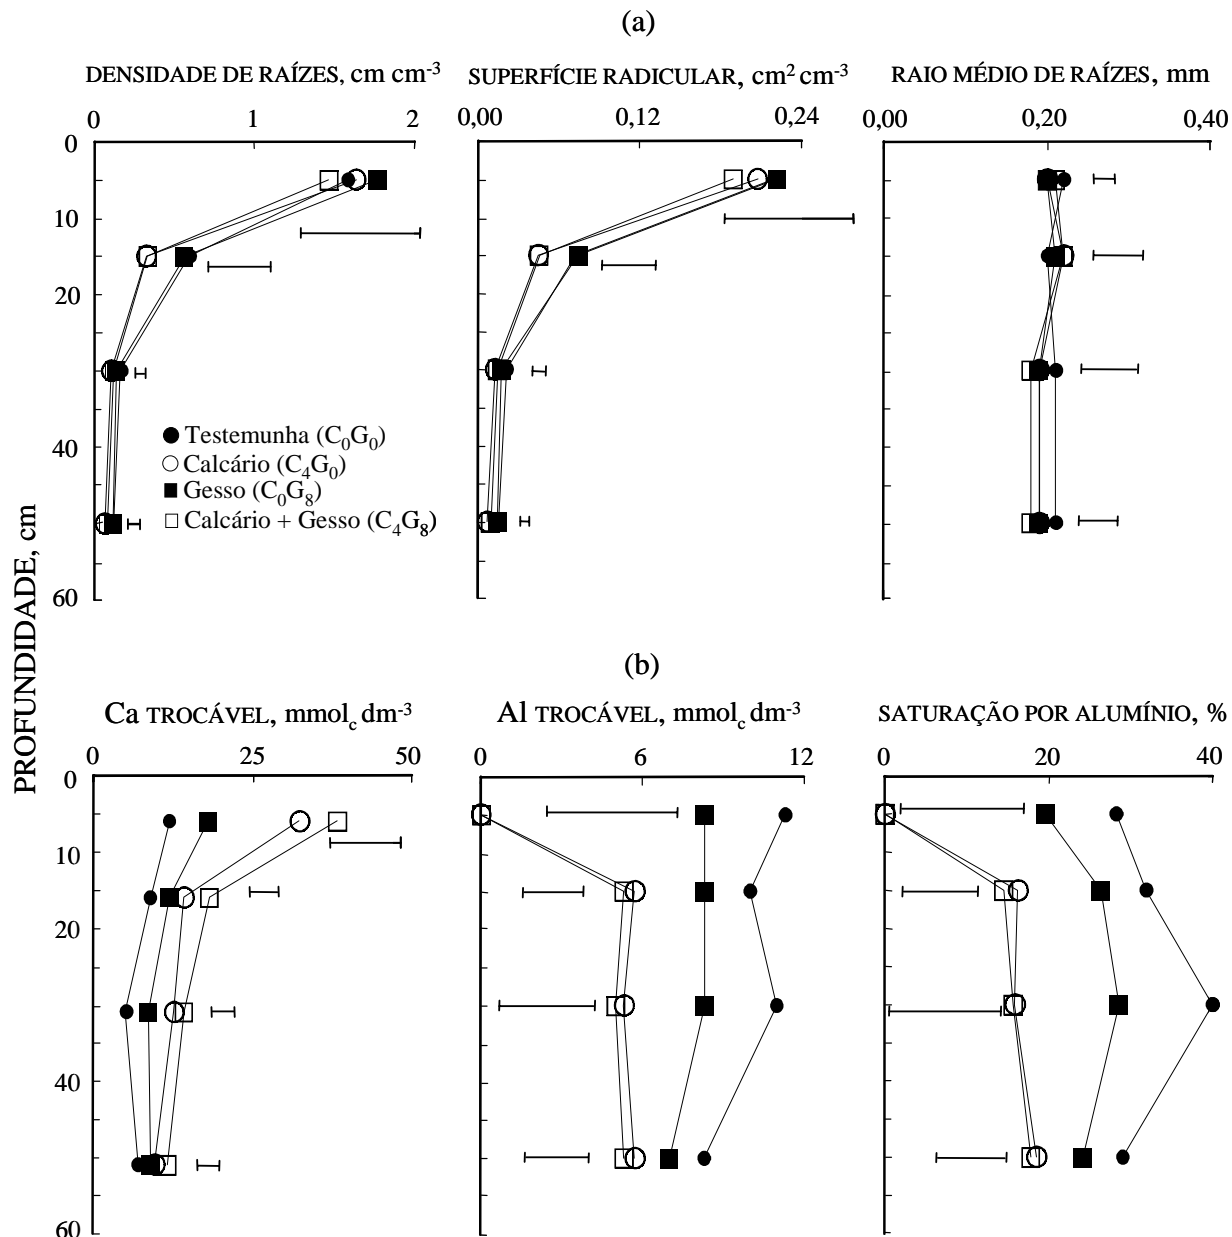 (a)
DENSIDADE DE RAÍZES, cm cm⁻³
SUPERFÍCIE RADICULAR, cm² cm⁻³
RAIO MÉDIO DE RAÍZES, mm
0 1 2
0,00 0,12 0,24
0,00 0,20 0,40
0
10
20
40
60
Testemunha (C₀G₀)
Calcário (C₄G₀)
Gesso (C₀G₈)
Calcário + Gesso (C₄G₈)
PROFUNDIDADE, cm
(b)
Ca TROCÁVEL, mmol_c dm⁻³
Al TROCÁVEL, mmol_c dm⁻³
SATURAÇÃO POR ALUMÍNIO, %
0 25 50
0 6 12
0 20 40
0
10
20
40
60